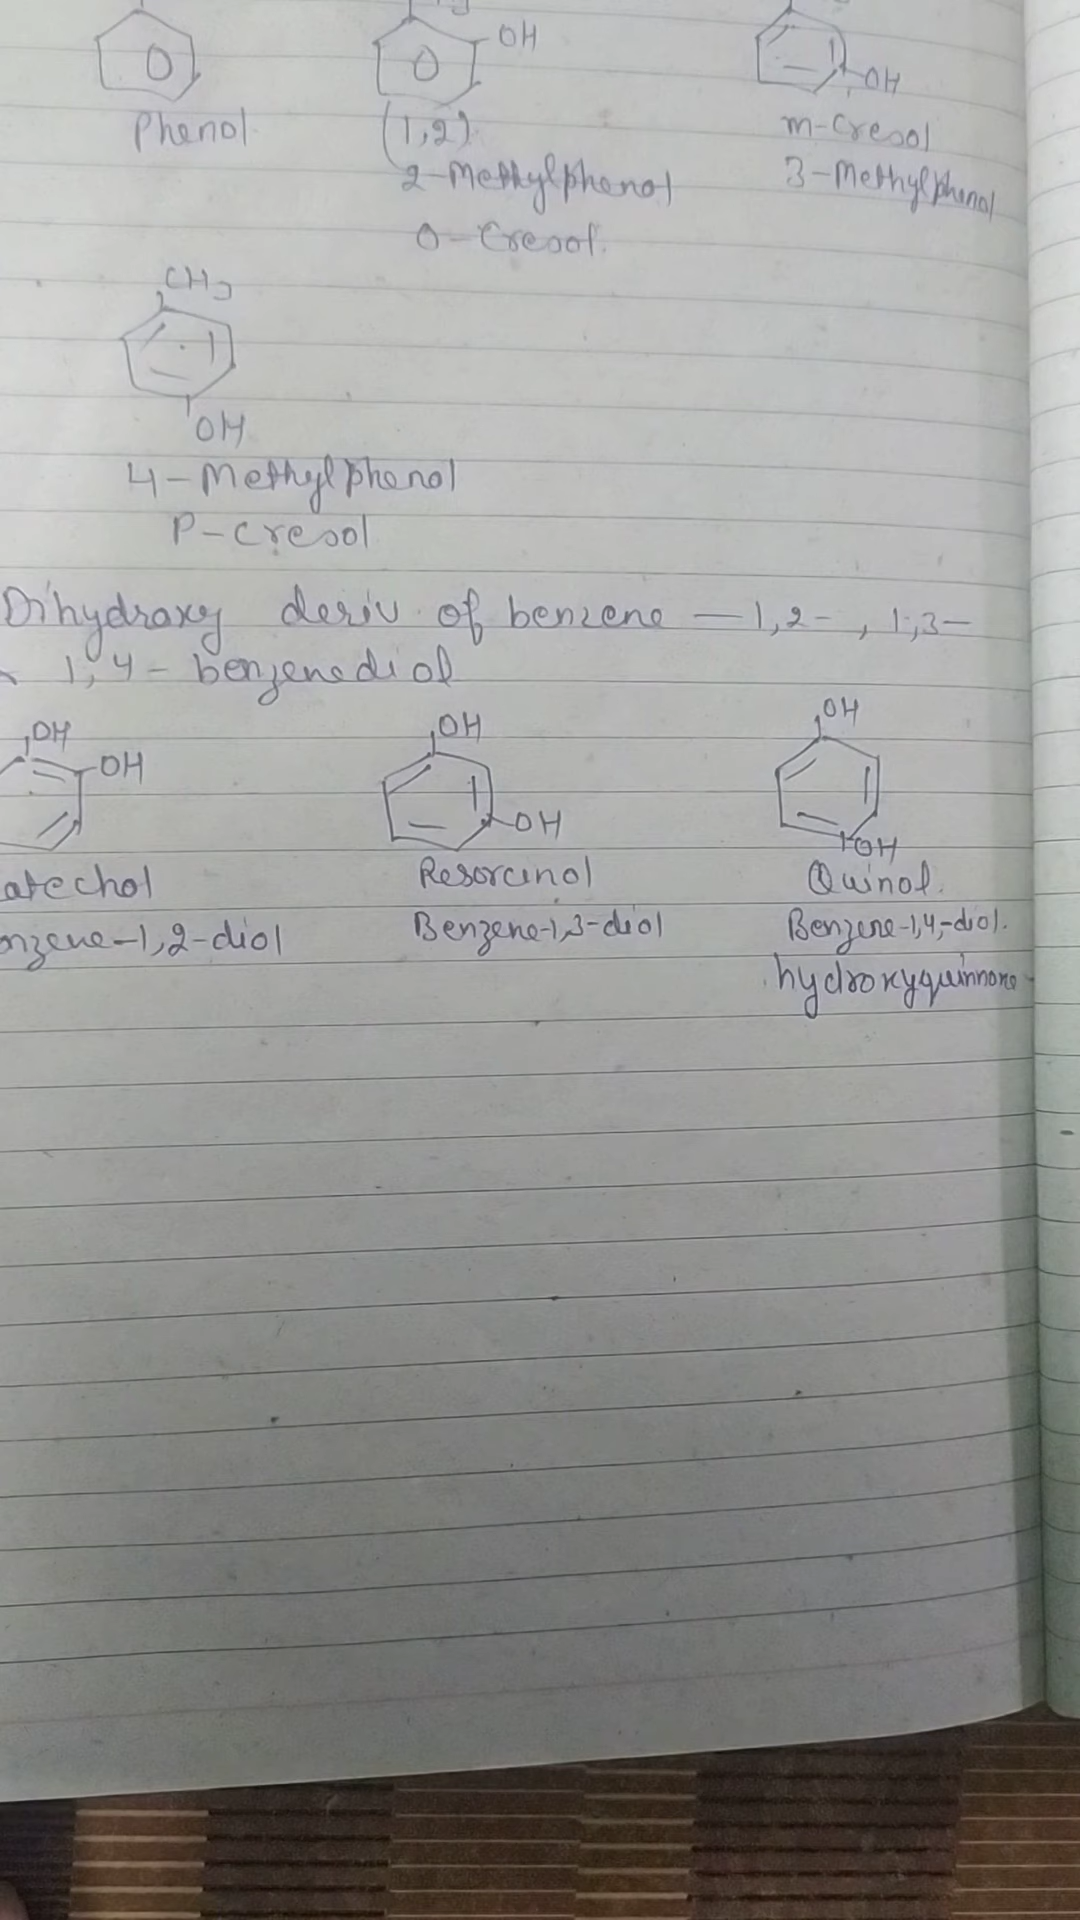 OH
OH
Phenol
(1,2)
m-Cresol
2-Methylphenol
3-Methylphenol
O-Cresol.
CH3
OH
4-Methylphenol
P-cresol
Dihydroxy deriv. of benzene — 1,2- , 1,3-
1,4- benzenediol
OH
OH
OH
OH
OH
OH
atechol
Resorcinol
Quinol.
nzene-1,2-diol
Benzene-1,3-diol
Benzene-1,4-diol.
hydroxyquinnone